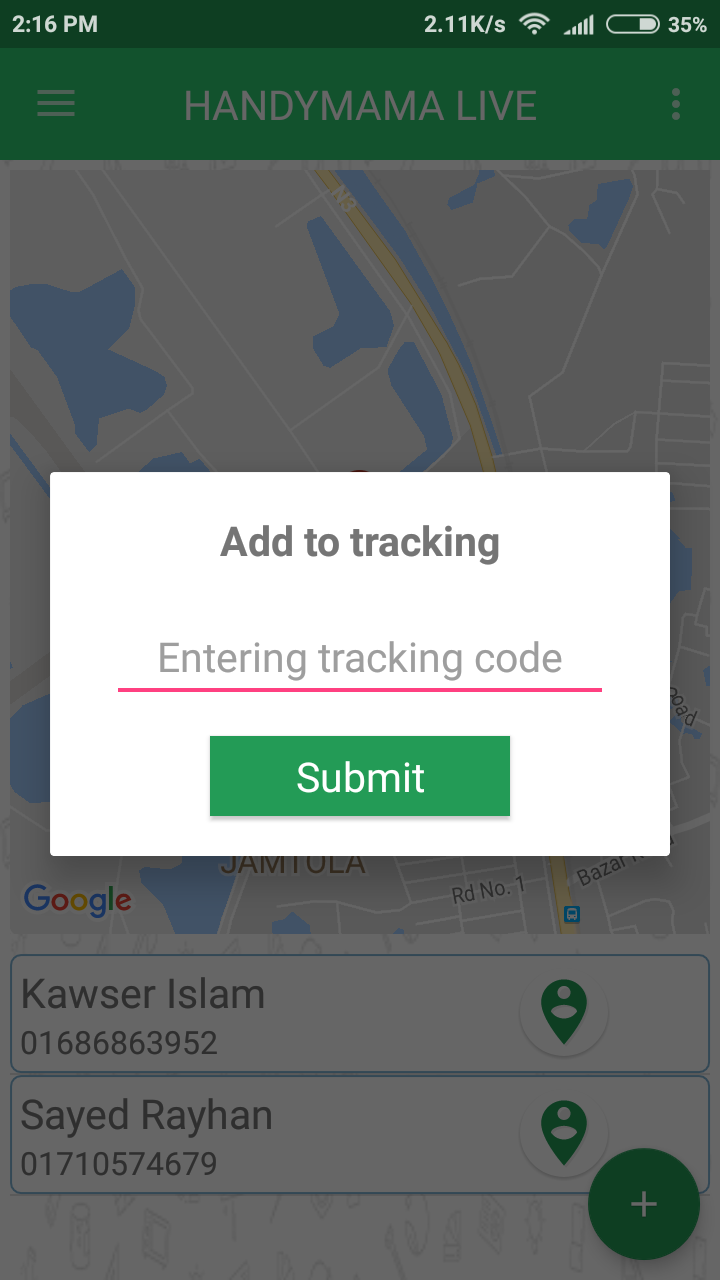 2:16 PM 2.11K/s 35%
HANDYMAMA LIVE
N3
Add to tracking
Entering tracking code
Submit
JAMTOLA
Google
Rd No. 1
Bazar
Kawser Islam
01686863952
Sayed Rayhan
01710574679
+